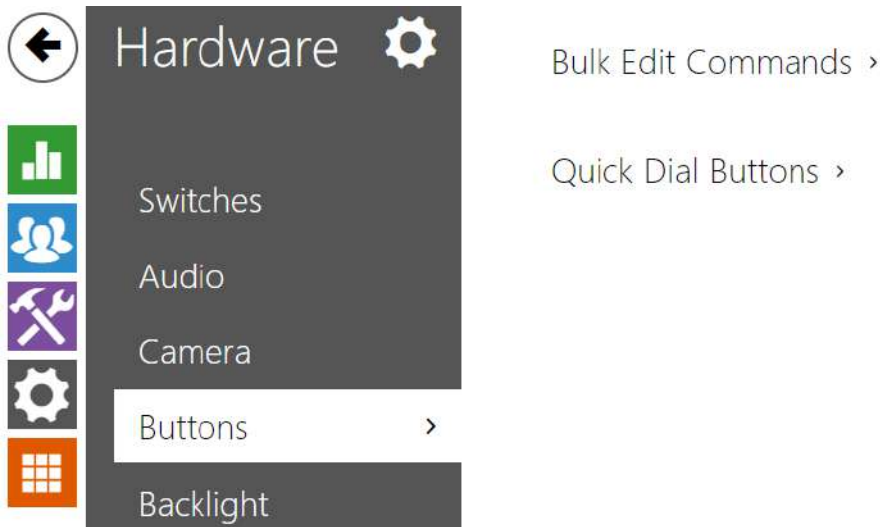 Hardware
Switches
Audio
Camera
Buttons
Backlight
Bulk Edit Commands
Quick Dial Buttons